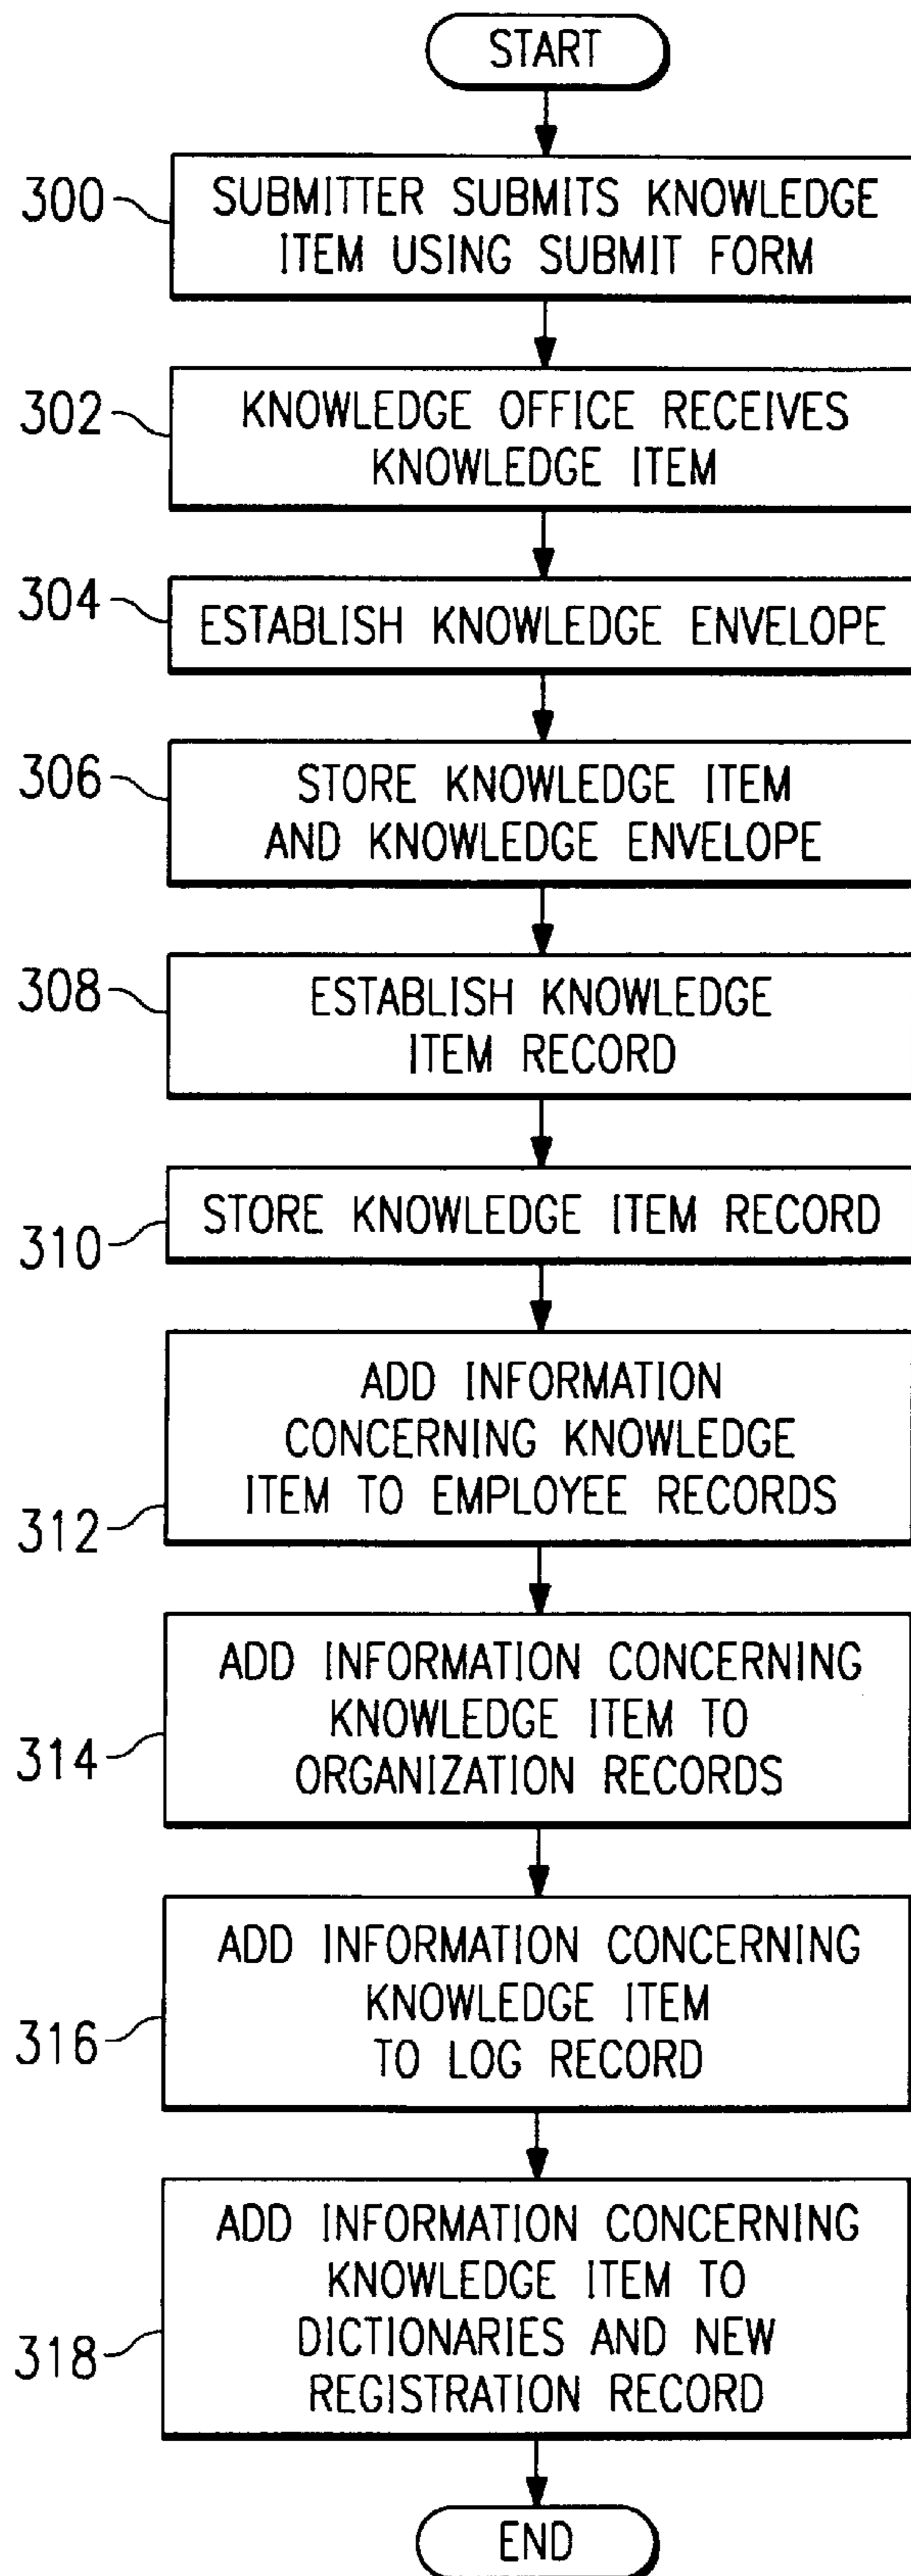 START
300
SUBMITTER SUBMITS KNOWLEDGE
ITEM USING SUBMIT FORM
302
KNOWLEDGE OFFICE RECEIVES
KNOWLEDGE ITEM
304
ESTABLISH KNOWLEDGE ENVELOPE
306
STORE KNOWLEDGE ITEM
AND KNOWLEDGE ENVELOPE
308
ESTABLISH KNOWLEDGE
ITEM RECORD
310
STORE KNOWLEDGE ITEM RECORD
312
ADD INFORMATION
CONCERNING KNOWLEDGE
ITEM TO EMPLOYEE RECORDS
314
ADD INFORMATION CONCERNING
KNOWLEDGE ITEM TO
ORGANIZATION RECORDS
316
ADD INFORMATION CONCERNING
KNOWLEDGE ITEM
TO LOG RECORD
318
ADD INFORMATION CONCERNING
KNOWLEDGE ITEM TO
DICTIONARIES AND NEW
REGISTRATION RECORD
END